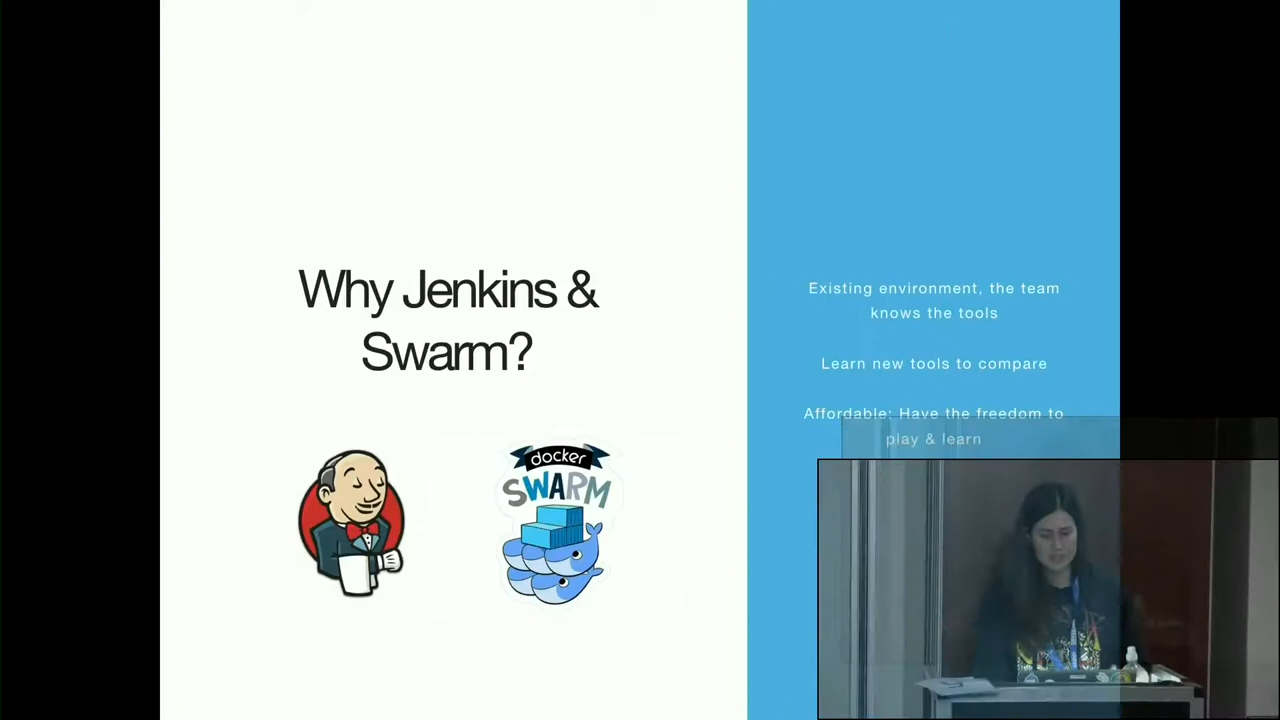 Why Jenkins &
Swarm?
docker
SWARM
Existing environment, the team
knows the tools
Learn new tools to compare
Affordable: Have the freedom to
play & learn